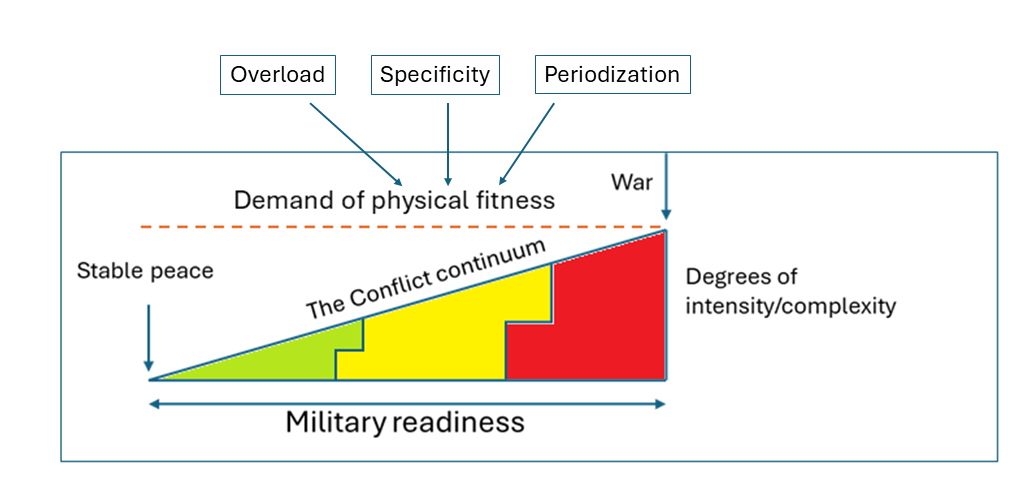 Overload
Specificity
Periodization
War
Demand of physical fitness
Stable peace
The Conflict continuum
Degrees of
intensity/complexity
Military readiness